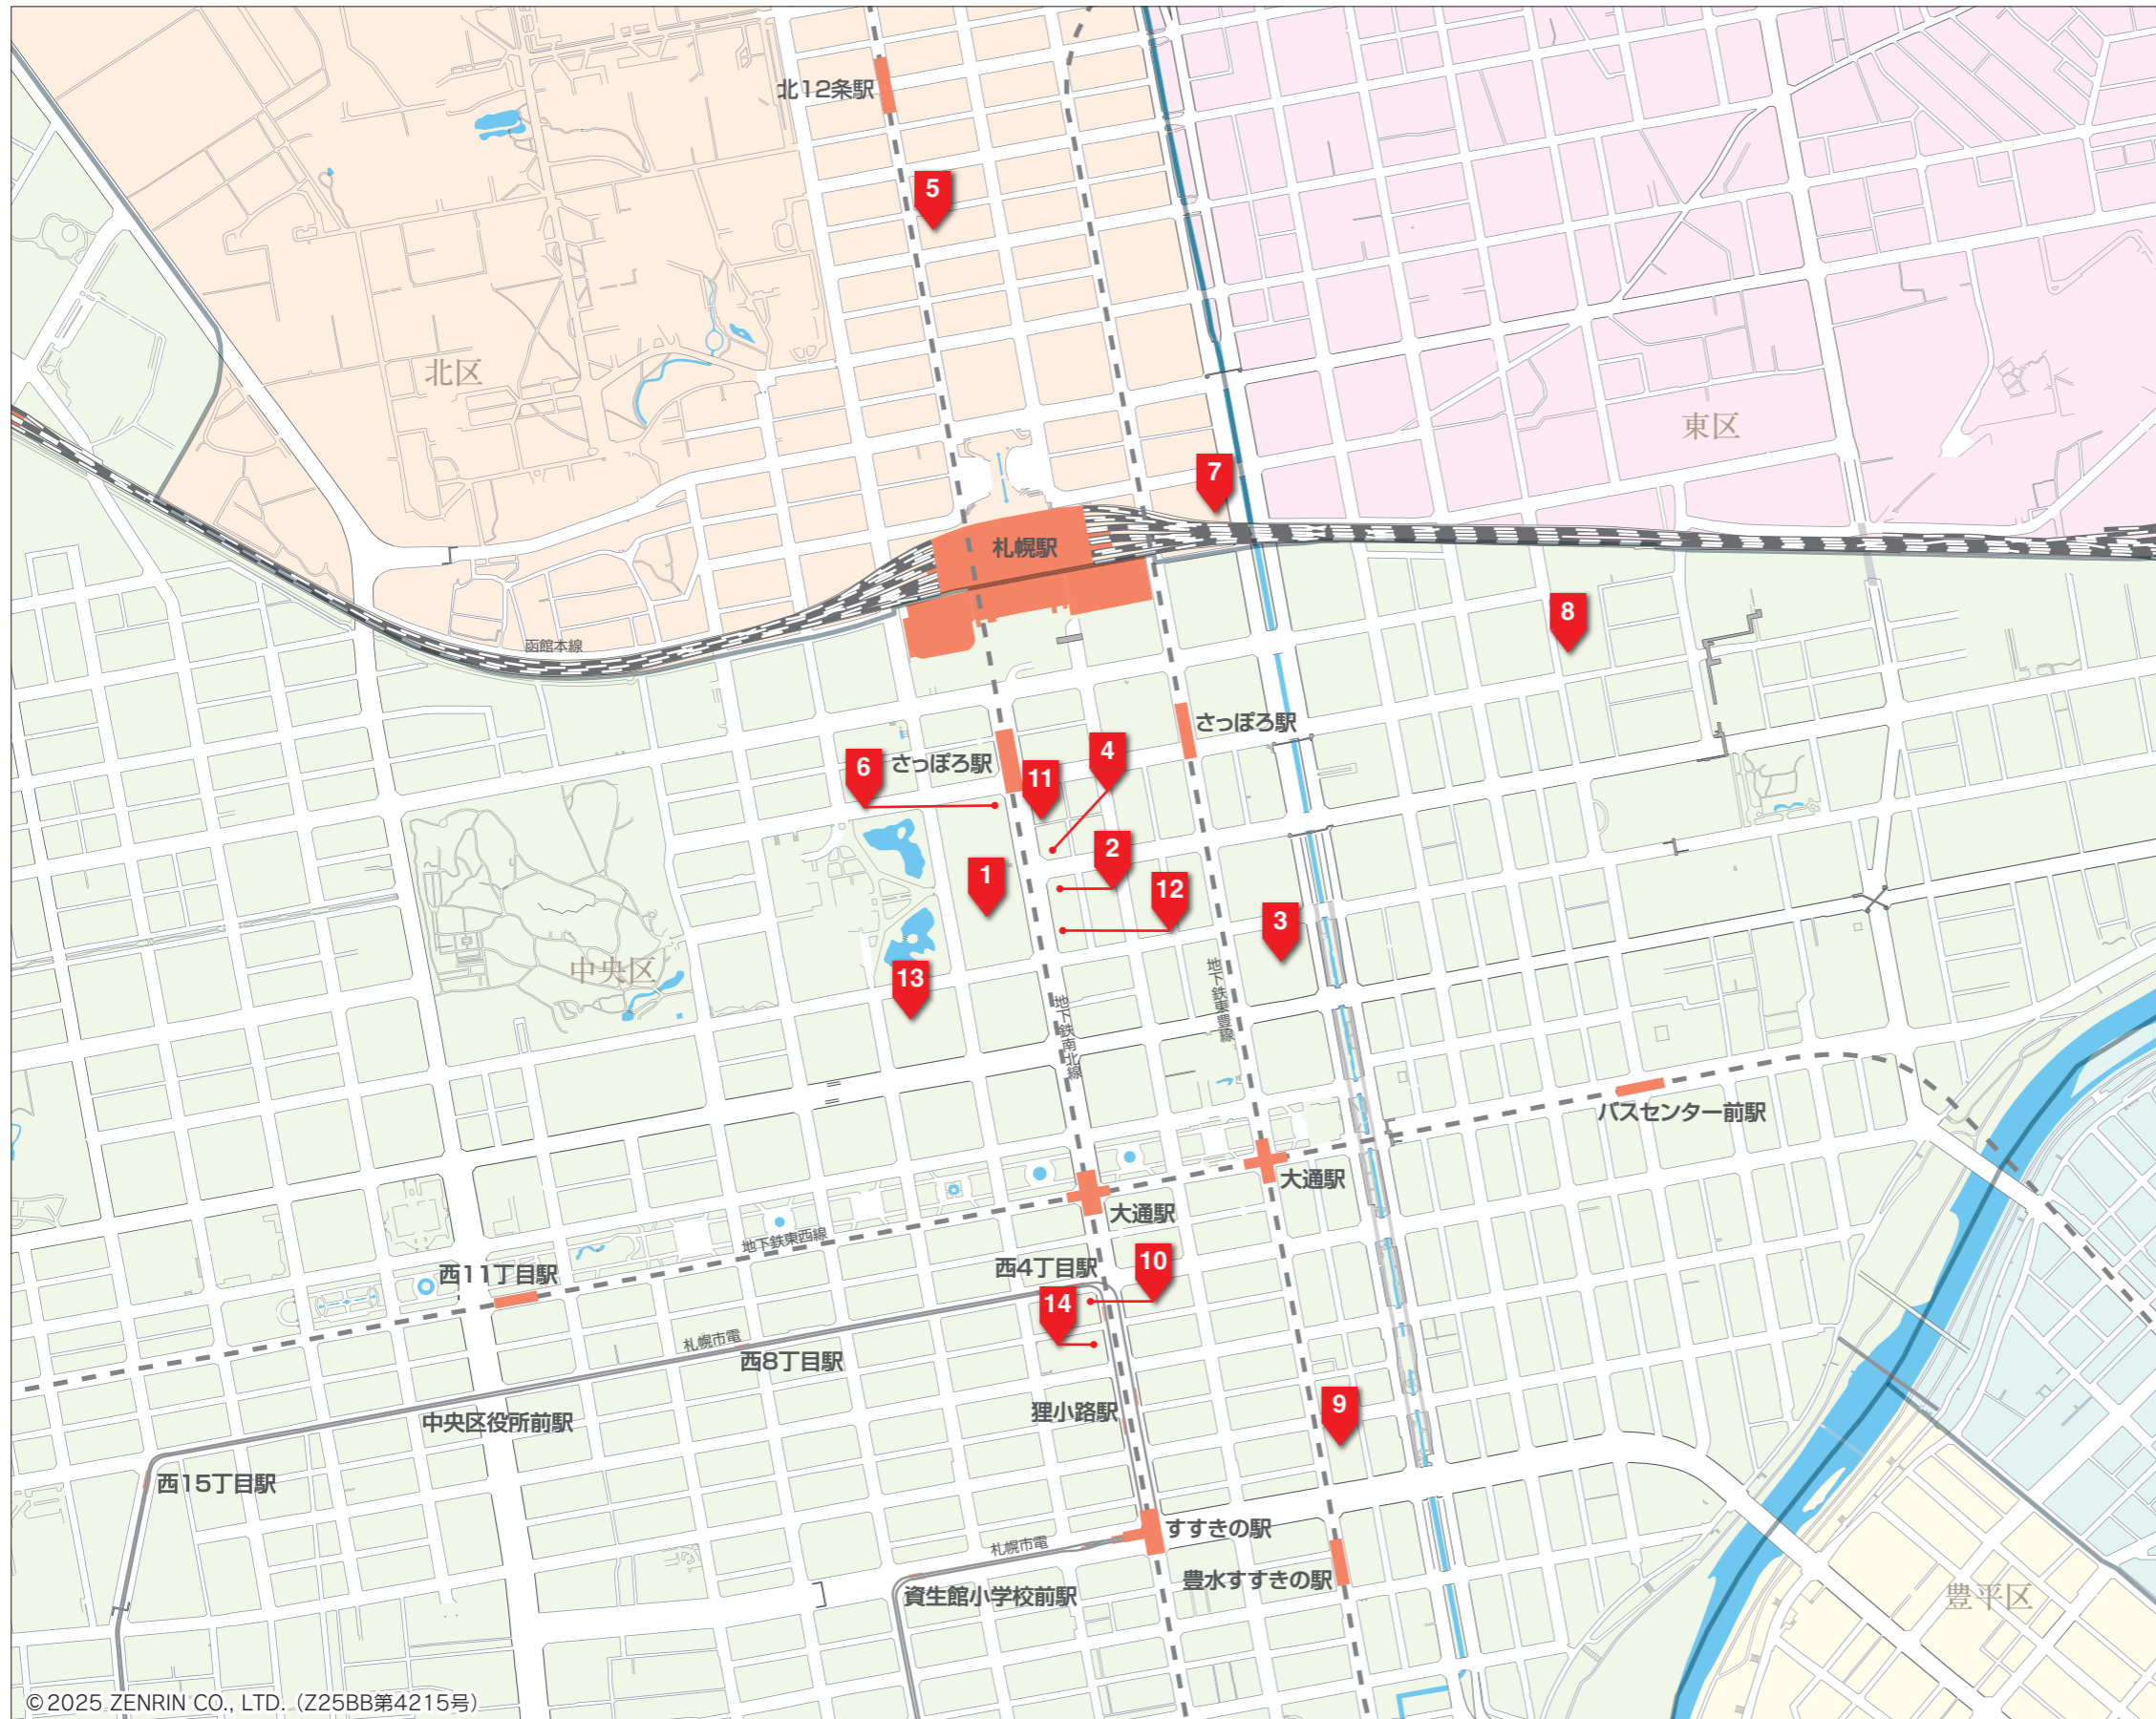 北12条駅
5
北区
東区
7
札幌駅
8
函館本線
さっぽろ駅
4
6
さっぽろ駅
11
2
1
12
3
中央区
13
地下鉄東豊線
地下鉄南北線
バスセンター前駅
大通駅
大通駅
地下鉄東西線
西11丁目駅
西4丁目駅
10
14
札幌市電
西8丁目駅
狸小路駅
9
中央区役所前駅
西15丁目駅
すすきの駅
札幌市電
豊水すすきの駅
資生館小学校前駅
豊平区
©2025 ZENRIN CO., LTD. (Z25BB第4215号)